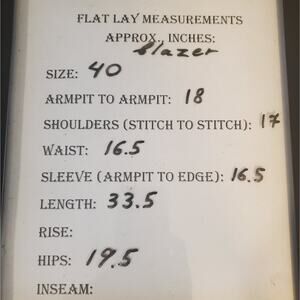 FLAT LAY MEASUREMENTS
APPROX., INCHES:
Blazer
SIZE: 40
ARMPIT TO ARMPIT: 18
SHOULDERS (STITCH TO STITCH): 17
WAIST: 16.5
SLEEVE (ARMPIT TO EDGE): 16.5
LENGTH: 33.5
RISE:
HIPS: 19.5
INSEAM: